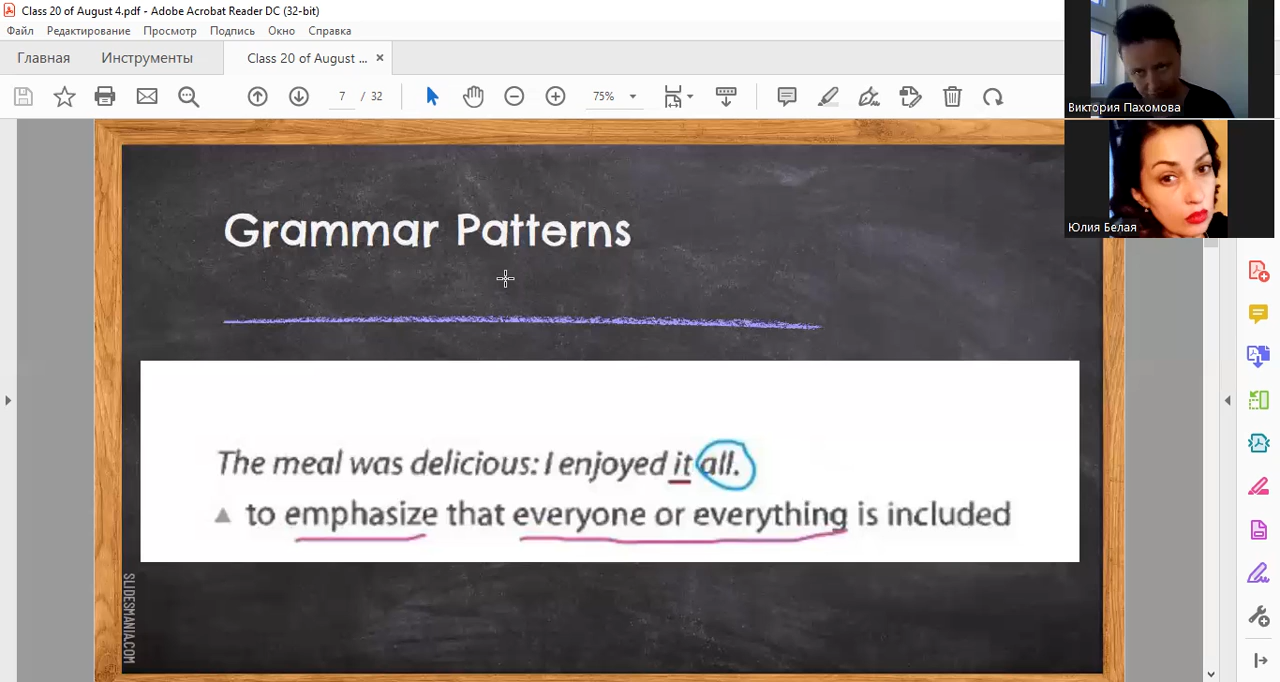 Class 20 of August 4.pdf - Adobe Acrobat Reader DC (32-bit)
Файл Редактирование Просмотр Подпись Окно Справка
Главная Инструменты Class 20 of August ... ×
7 / 32 75%
Виктория Пахомова
Юлия Белая
Grammar Patterns
The meal was delicious: I enjoyed it all.
▲ to emphasize that everyone or everything is included
SLIDESMANIA.COM